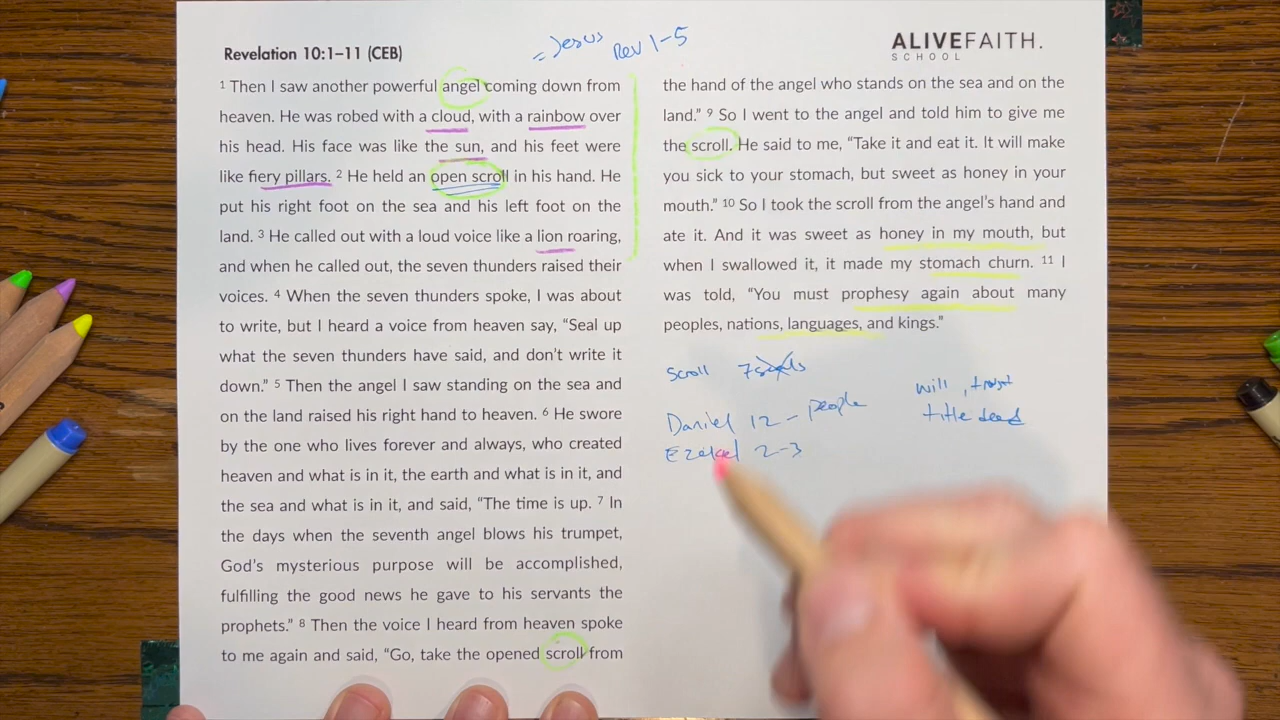 = Jesus Rev 1-5
Revelation 10:1–11 (CEB)
ALIVEFAITH.
SCHOOL
1 Then I saw another powerful angel coming down from
heaven. He was robed with a cloud, with a rainbow over
his head. His face was like the sun, and his feet were
like fiery pillars. 2 He held an open scroll in his hand. He
put his right foot on the sea and his left foot on the
land. 3 He called out with a loud voice like a lion roaring,
and when he called out, the seven thunders raised their
voices. 4 When the seven thunders spoke, I was about
to write, but I heard a voice from heaven say, “Seal up
what the seven thunders have said, and don’t write it
down.” 5 Then the angel I saw standing on the sea and
on the land raised his right hand to heaven. 6 He swore
by the one who lives forever and always, who created
heaven and what is in it, the earth and what is in it, and
the sea and what is in it, and said, “The time is up. 7 In
the days when the seventh angel blows his trumpet,
God’s mysterious purpose will be accomplished,
fulfilling the good news he gave to his servants the
prophets.” 8 Then the voice I heard from heaven spoke
to me again and said, “Go, take the opened scroll from
the hand of the angel who stands on the sea and on the
land.” 9 So I went to the angel and told him to give me
the scroll. He said to me, “Take it and eat it. It will make
you sick to your stomach, but sweet as honey in your
mouth.” 10 So I took the scroll from the angel’s hand and
ate it. And it was sweet as honey in my mouth, but
when I swallowed it, it made my stomach churn. 11 I
was told, “You must prophesy again about many
peoples, nations, languages, and kings.”
Scroll 7 seals
will, trust
title deed
Daniel 12 - people
Ezekiel 2-3